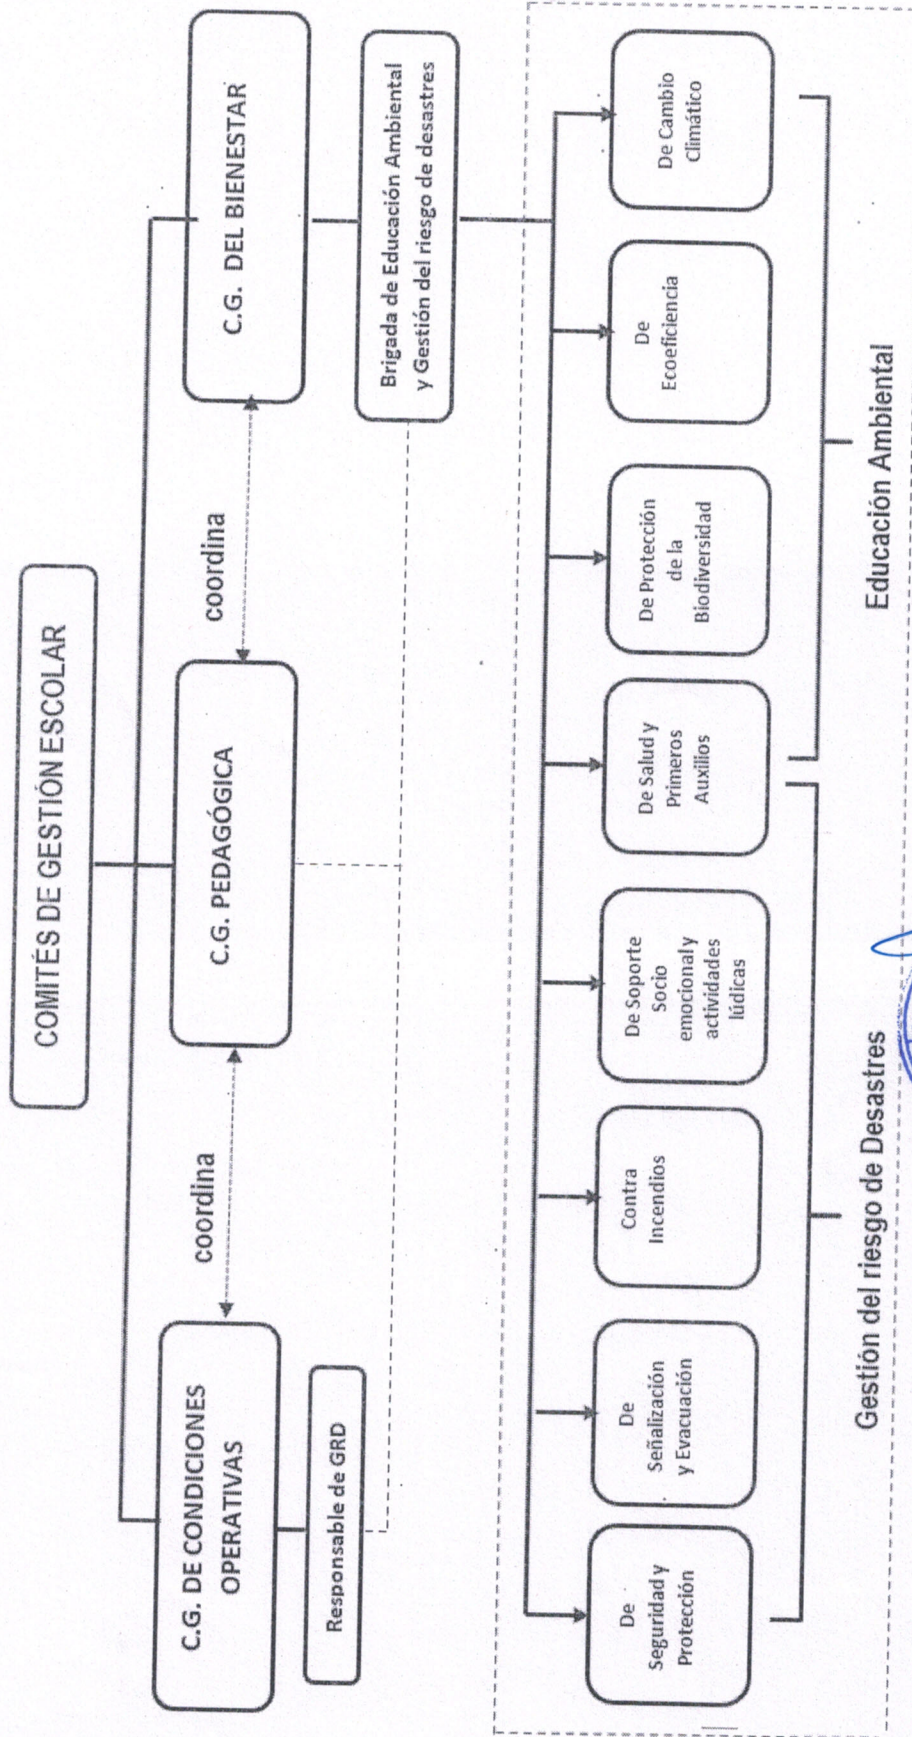 COMITÉS DE GESTIÓN ESCOLAR
C.G. DE CONDICIONES
OPERATIVAS
coordina
C.G. PEDAGÓGICA
coordina
C.G. DEL BIENESTAR
Responsable de GRD
Brigada de Educación Ambiental
y Gestión del riesgo de desastres
De
Seguridad y
Protección
De
Señalización
y Evacuación
Contra
Incendios
De Soporte
Socio
emocional y
actividades
lúdicas
De Salud y
Primeros
Auxilios
De Protección
de la
Biodiversidad
De
Ecoeficiencia
De Cambio
Climático
Gestión del riesgo de Desastres
Educación Ambiental